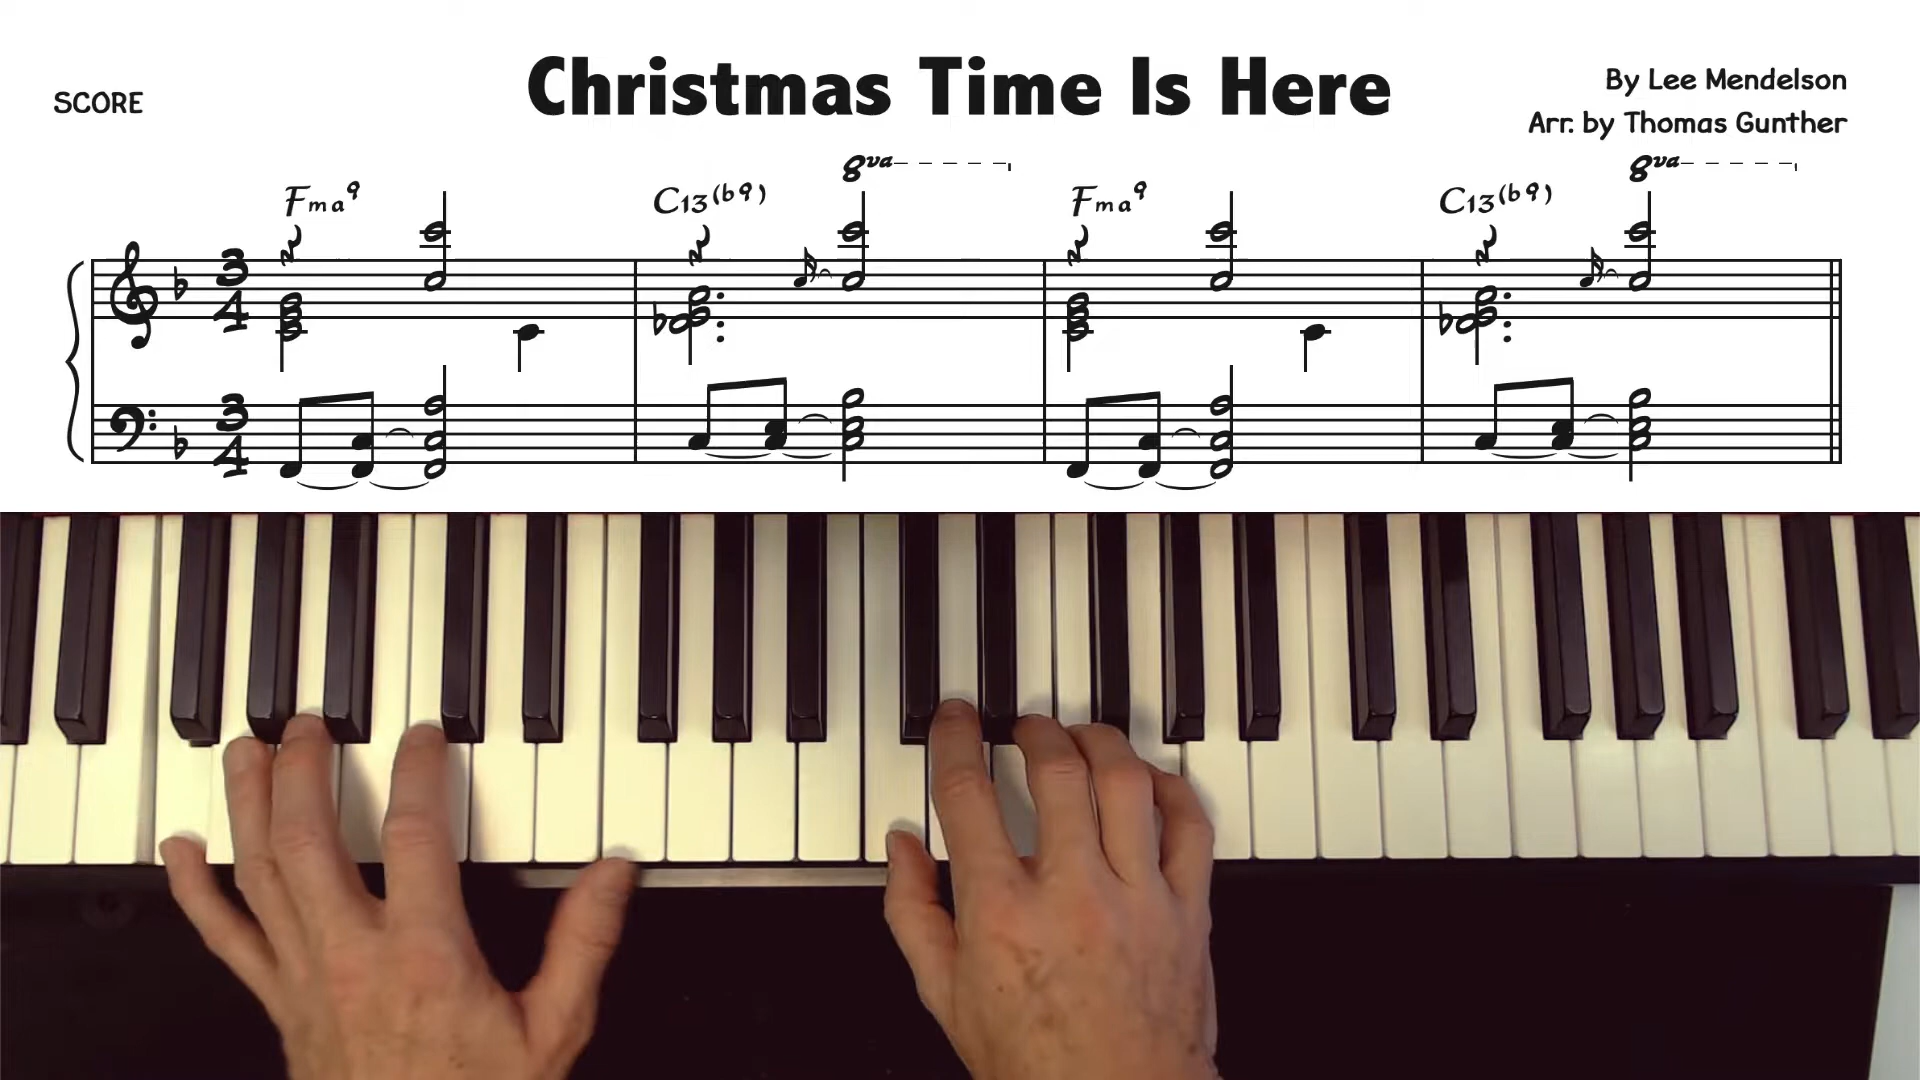 Christmas Time Is Here
SCORE
By Lee Mendelson
Arr. by Thomas Gunther
8va 8va
Fma9 C13(b9) Fma9 C13(b9)
3 4
3 4